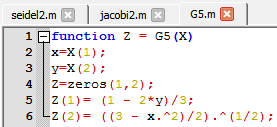 seidel2.m jacobi2.m G5.m
1 function Z = G5(X)
2 x=X(1);
3 y=X(2);
4 Z=zeros(1,2);
5 Z(1)= (1 - 2*y)/3;
6 Z(2)= ((3 - x.^2)/2).^(1/2);